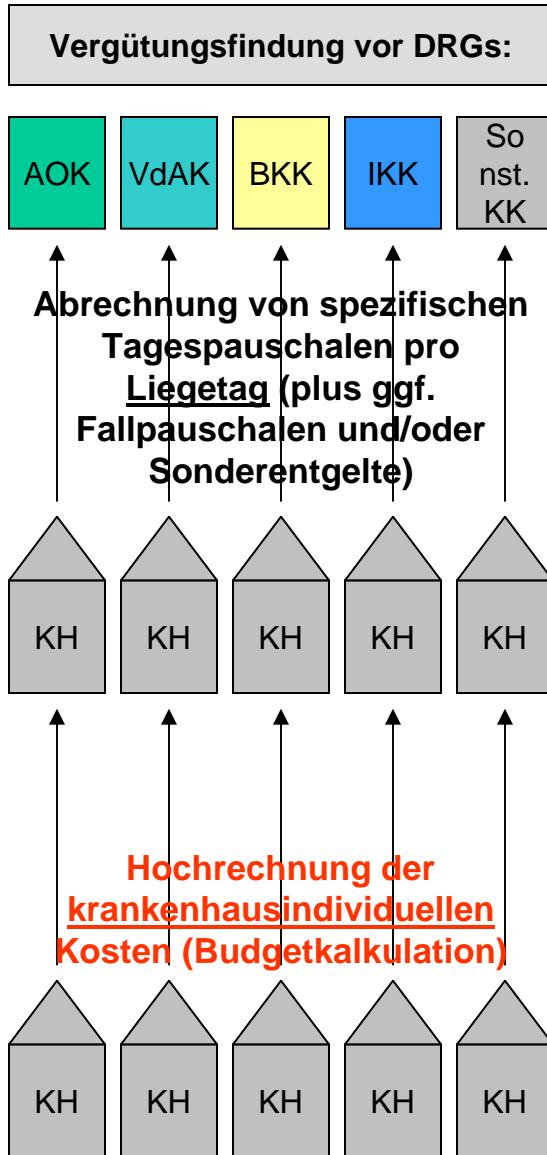 Vergütungsfindung vor DRGs:
AOK VdAK BKK IKK So
nst.
KK
Abrechnung von spezifischen
Tagespauschalen pro
Liegetag (plus ggf.
Fallpauschalen und/oder
Sonderentgelte)
KH KH KH KH KH
Hochrechnung der
krankenhausindividuellen
Kosten (Budgetkalkulation)
KH KH KH KH KH